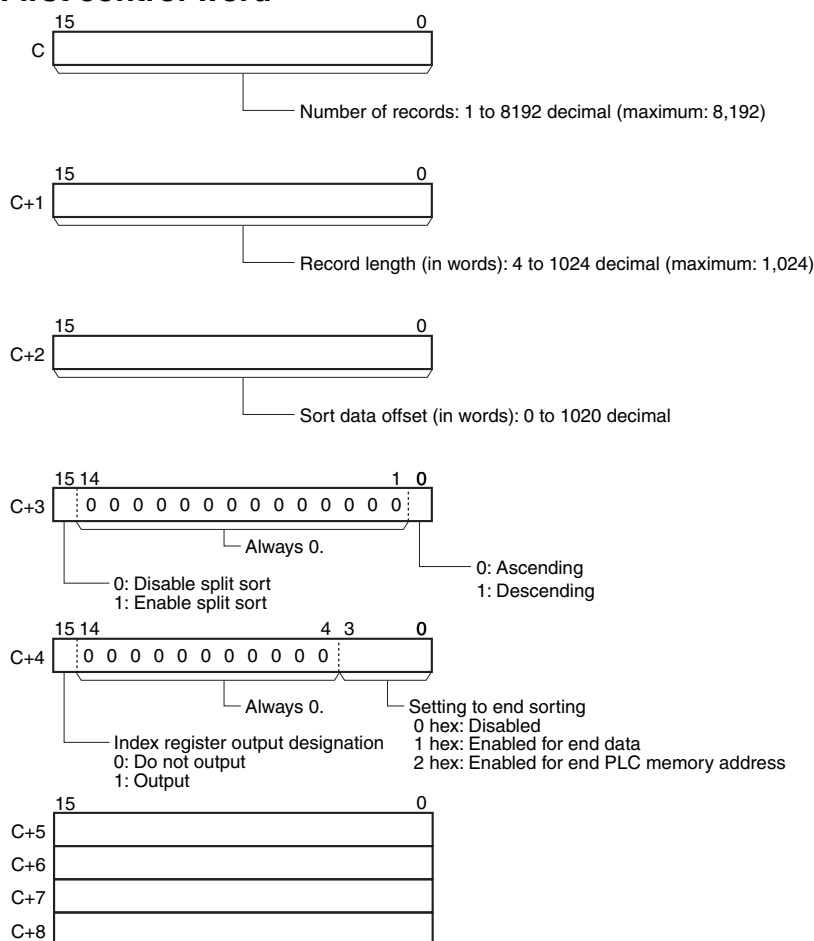 15 0
C
Number of records: 1 to 8192 decimal (maximum: 8,192)
15 0
C+1
Record length (in words): 4 to 1024 decimal (maximum: 1,024)
15 0
C+2
Sort data offset (in words): 0 to 1020 decimal
15 14 1 0
C+3 0 0 0 0 0 0 0 0 0 0 0 0 0 0
Always 0.
0: Ascending
1: Descending
0: Disable split sort
1: Enable split sort
15 14 4 3 0
C+4 0 0 0 0 0 0 0 0 0 0 0
Always 0.
Setting to end sorting
0 hex: Disabled
1 hex: Enabled for end data
2 hex: Enabled for end PLC memory address
Index register output designation
0: Do not output
1: Output
15 0
C+5
C+6
C+7
C+8